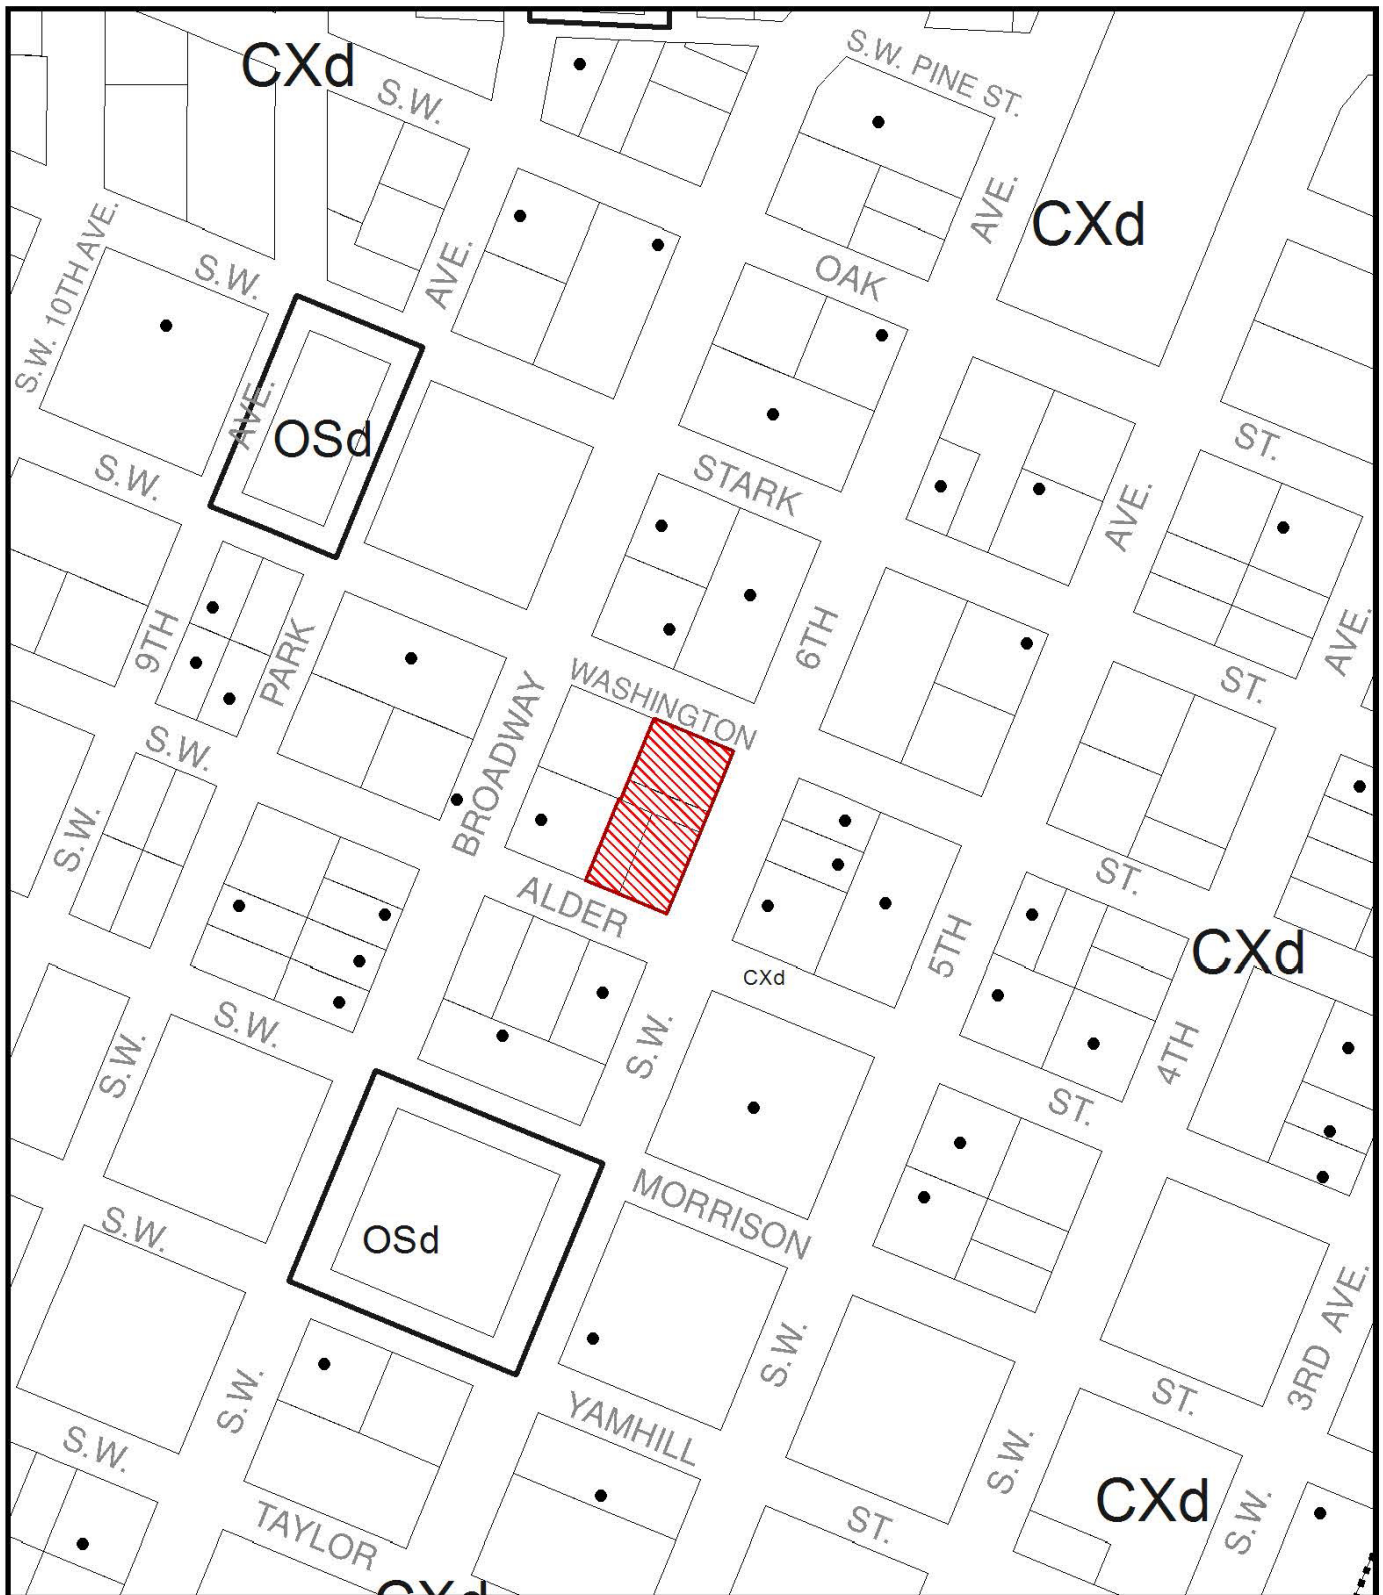 CXd
S.W. PINE ST.
S.W.
AVE.
CXd
S.W. 10TH AVE.
S.W.
AVE.
OAK
AVE.
OSd
S.W.
STARK
ST.
AVE.
9TH
PARK
6TH
AVE.
WASHINGTON
ST.
BROADWAY
S.W.
S.W.
ALDER
ST.
5TH
CXd
CXd
S.W.
S.W.
S.W.
4TH
ST.
OSd
S.W.
MORRISON
3RD AVE.
S.W.
S.W.
YAMHILL
ST.
S.W.
S.W.
CXd
S.W.
TAYLOR
ST.
CXd